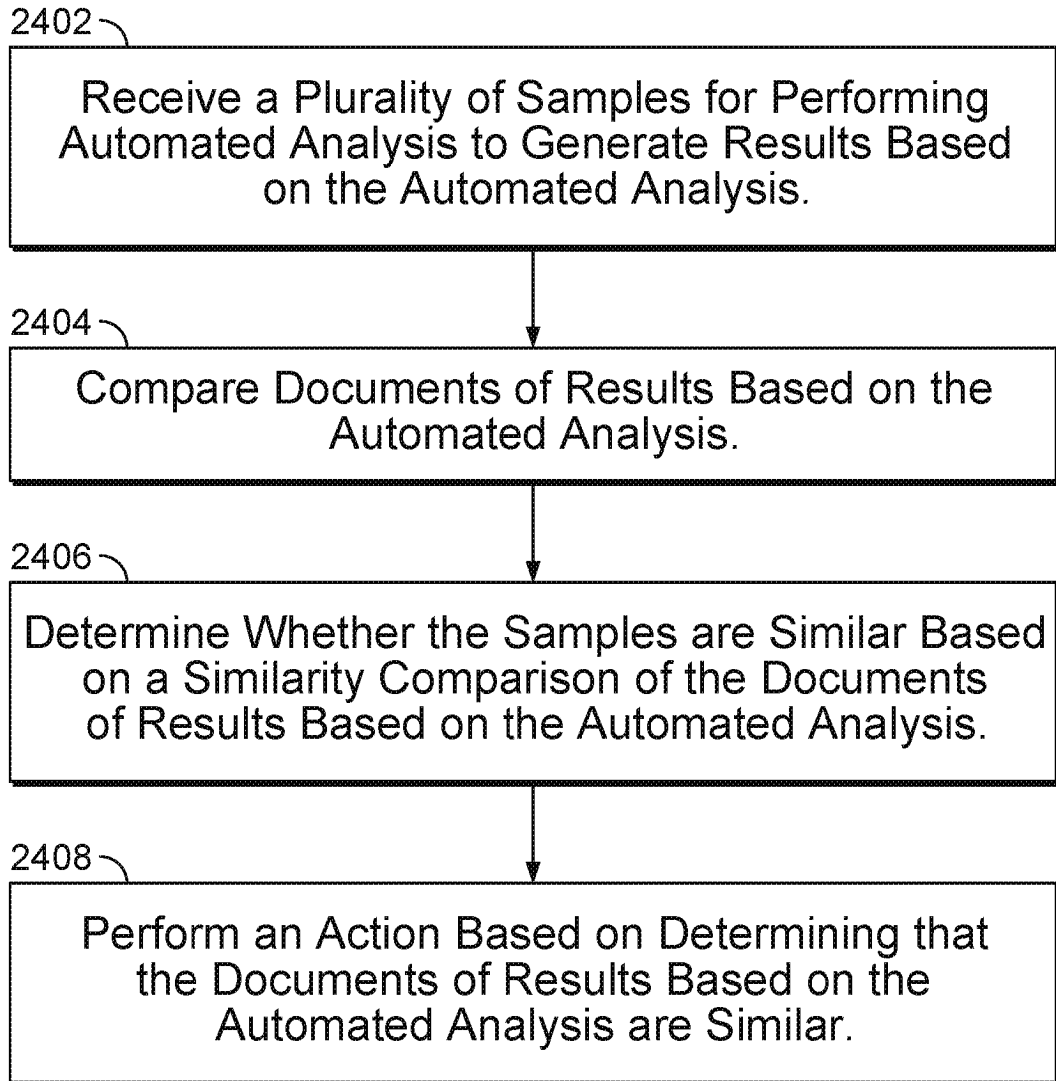 2402
Receive a Plurality of Samples for Performing
Automated Analysis to Generate Results Based
on the Automated Analysis.
2404
Compare Documents of Results Based on the
Automated Analysis.
2406
Determine Whether the Samples are Similar Based
on a Similarity Comparison of the Documents
of Results Based on the Automated Analysis.
2408
Perform an Action Based on Determining that
the Documents of Results Based on the
Automated Analysis are Similar.